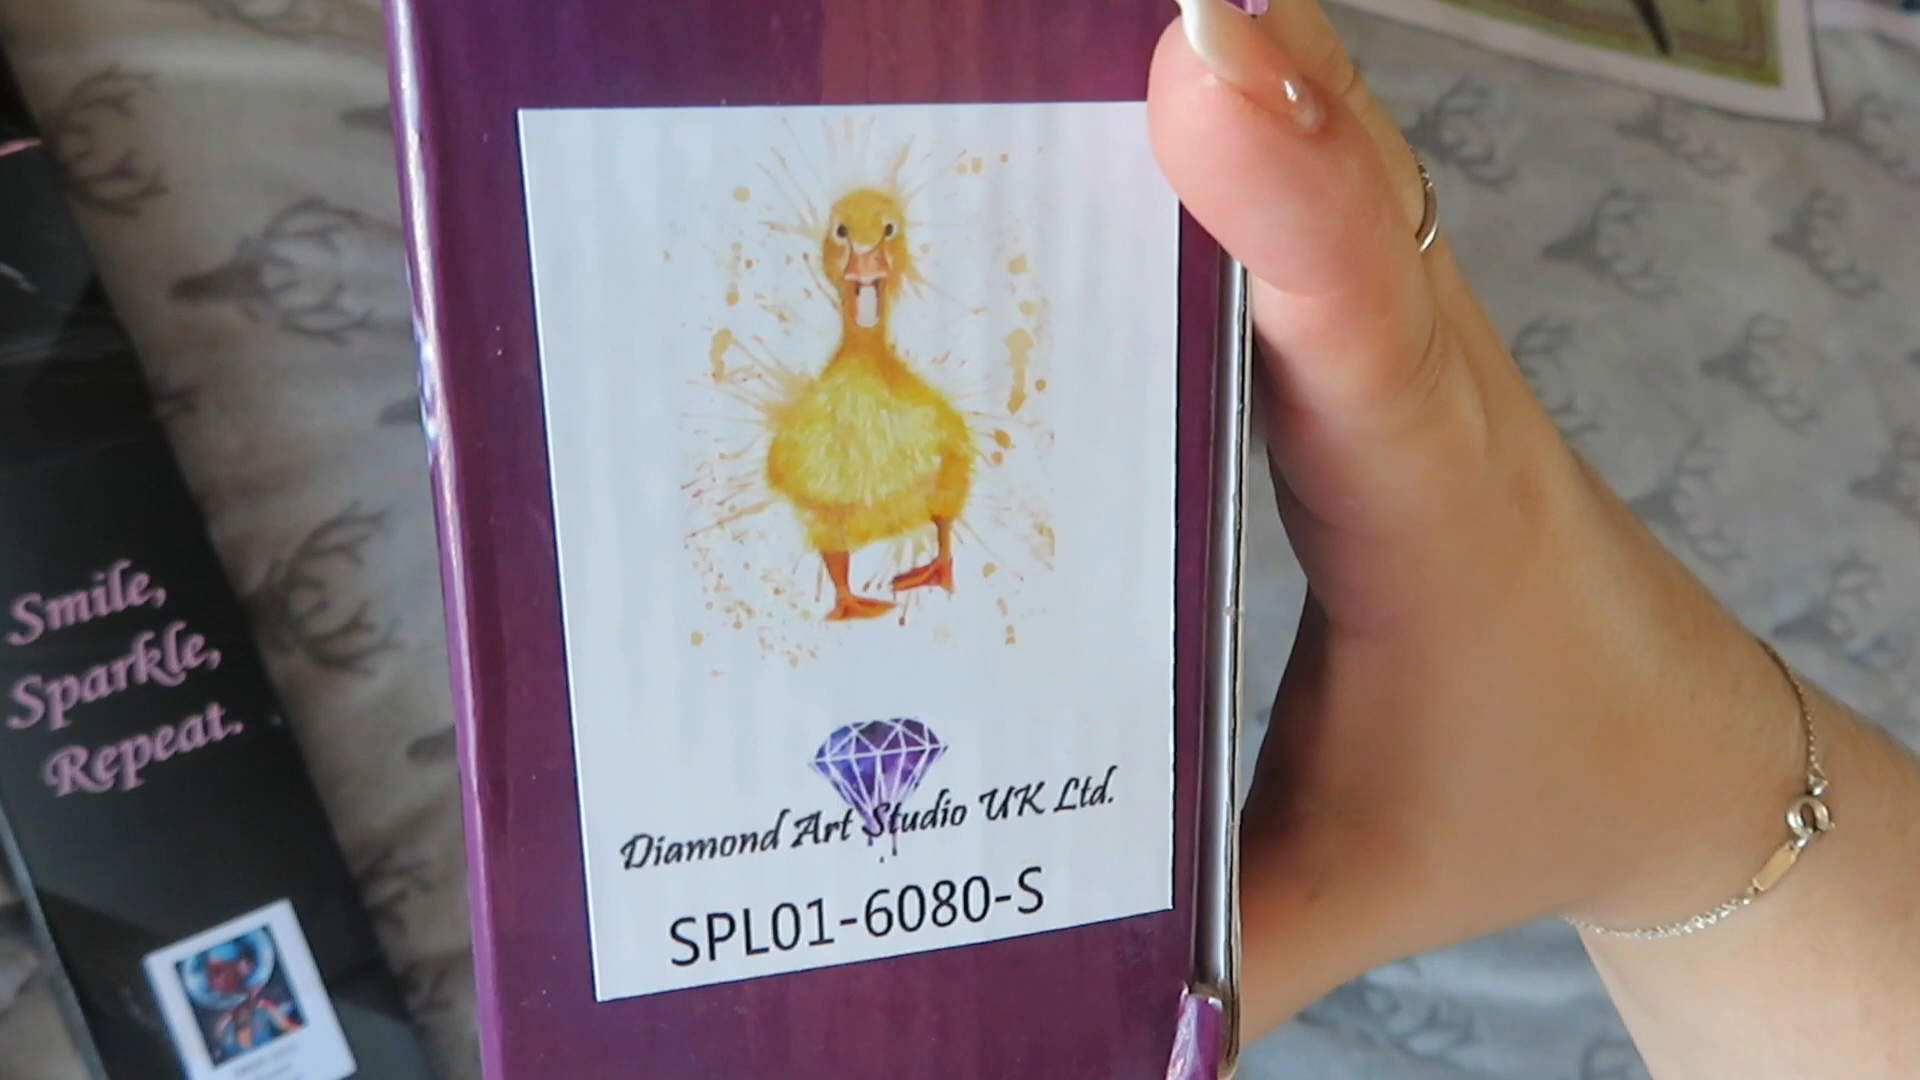 Smile,
Sparkle,
Repeat.
Diamond Art Studio UK Ltd.
SPL01-6080-S